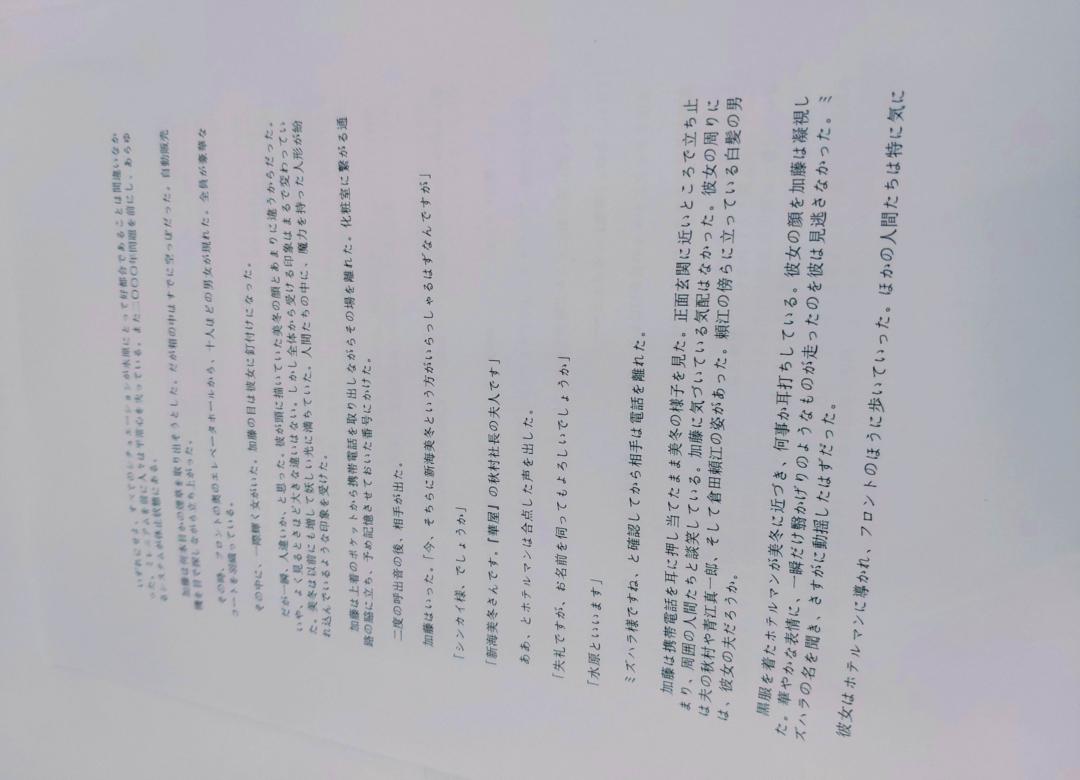 いずれにせよ、すべてのシチュエーションが水原にとって好都合であることは間違いなか
った。ミレニアムを前に人々は平常心を失っている。また二〇〇〇年問題を前にし、あらゆ
るシステムが休止状態にある。
加藤は何本目かの煙草を取り出そうとした。だが箱の中はすでに空っぽだった。自動販売
機を目で探しながら立ち上がった。
その時、フロントの奥のエレベータホールから、十人ほどの男女が現れた。全員が豪華な
コートを羽織っている。
その中に、一際輝く女がいた。加藤の目は彼女に釘付けになった。
だが一瞬、人違いか、と思った。彼が頭に描いていた美冬の顔とあまりに違うからだった。
いや、よく見るときほど大きな違いはない。しかし全体から受ける印象はまるで変わってい
た。美冬は以前にも増して妖しい光に満ちていた。人間たちの中に、魔力を持った人形が紛
れ込んでいるような印象を受けた。
加藤は上着のポケットから携帯電話を取り出しながらその場を離れた。化粧室に繋がる通
路の脇に立ち、予め記憶させておいた番号にかけた。
二度の呼出音の後、相手が出た。
加藤はいった。「今、そちらに新海美冬という方がいらっしゃるはずなんですが」
「シンカイ様、でしょうか」
「新海美冬さんです。『華屋』の秋村社長の夫人です」
ああ、とホテルマンは合点した声を出した。
「失礼ですが、お名前を伺ってもよろしいでしょうか」
「水原といいます」
ミズハラ様ですね、と確認してから相手は電話を離れた。
加藤は携帯電話を耳に押し当てたまま美冬の様子を見た。正面玄関に近いところで立ち止
まり、周囲の人間たちと談笑している。加藤に気づいている気配はなかった。彼女の周りに
は夫の秋村や青江真一郎、そして倉田頼江の姿があった。頼江の傍らに立っている白髪の男
は、彼女の夫だろうか。
黒服を着たホテルマンが美冬に近づき、何事か耳打ちしている。彼女の顔を加藤は凝視し
た。華やかな表情に、一瞬だけ翳かげりのようなものが走ったのを彼は見逃さなかった。ミ
ズハラの名を聞き、さすがに動揺したはずだった。
彼女はホテルマンに導かれ、フロントのほうに歩いていった。ほかの人間たちは特に気に